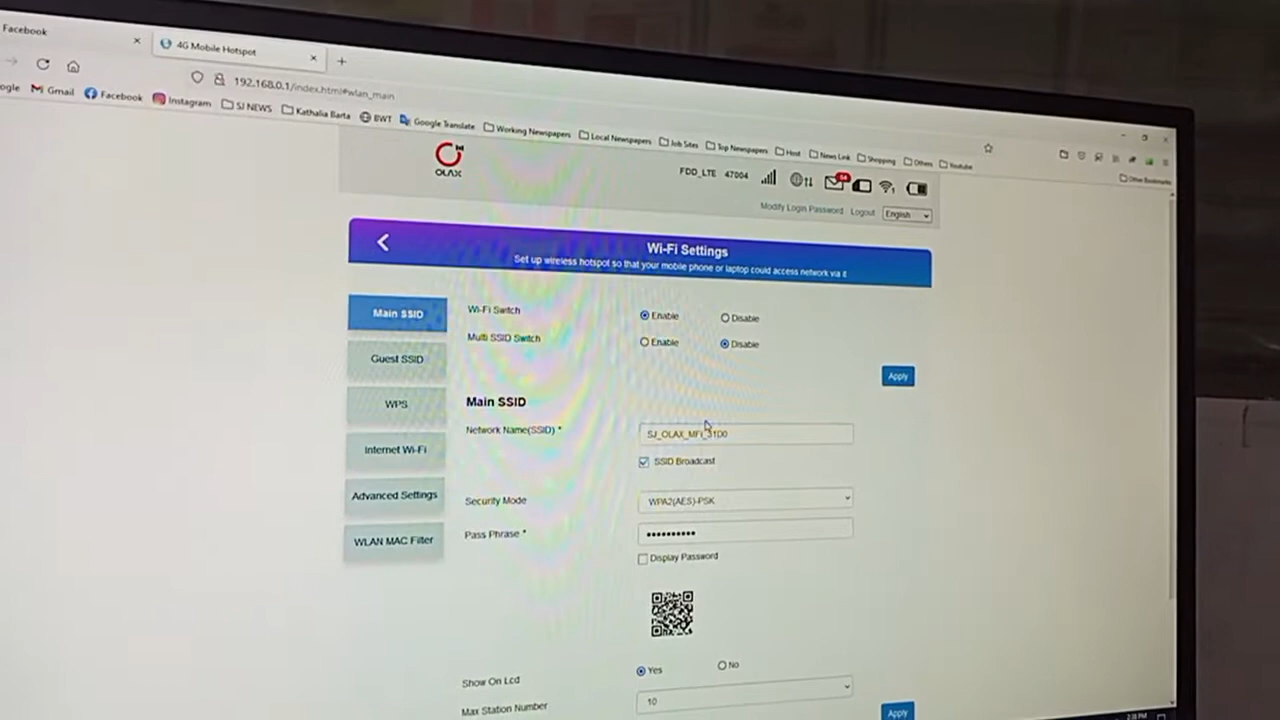 Facebook
4G Mobile Hotspot
192.168.0.1/index.html#wlan_main
ogle Gmail Facebook Instagram SJ NEWS Kathalia Barta BWT Google Translate Working Newspapers Local Newspapers Job Sites Top Newspapers Host News Link Shopping Others Youtube
Other Bookmarks
OLAX
FDD_LTE 47004
Modify Login Password Logout English
Wi-Fi Settings
Set up wireless hotspot so that your mobile phone or laptop could access network via it
Main SSID
Guest SSID
WPS
Internet Wi-Fi
Advanced Settings
WLAN MAC Filter
Wi-Fi Switch Enable Disable
Multi SSID Switch Enable Disable
Apply
Main SSID
Network Name(SSID) * SJ_OLAX_MFi_3100
SSID Broadcast
Security Mode WPA2(AES)-PSK
Pass Phrase * ••••••••••
Display Password
Show On Lcd Yes No
Max Station Number 10
Apply